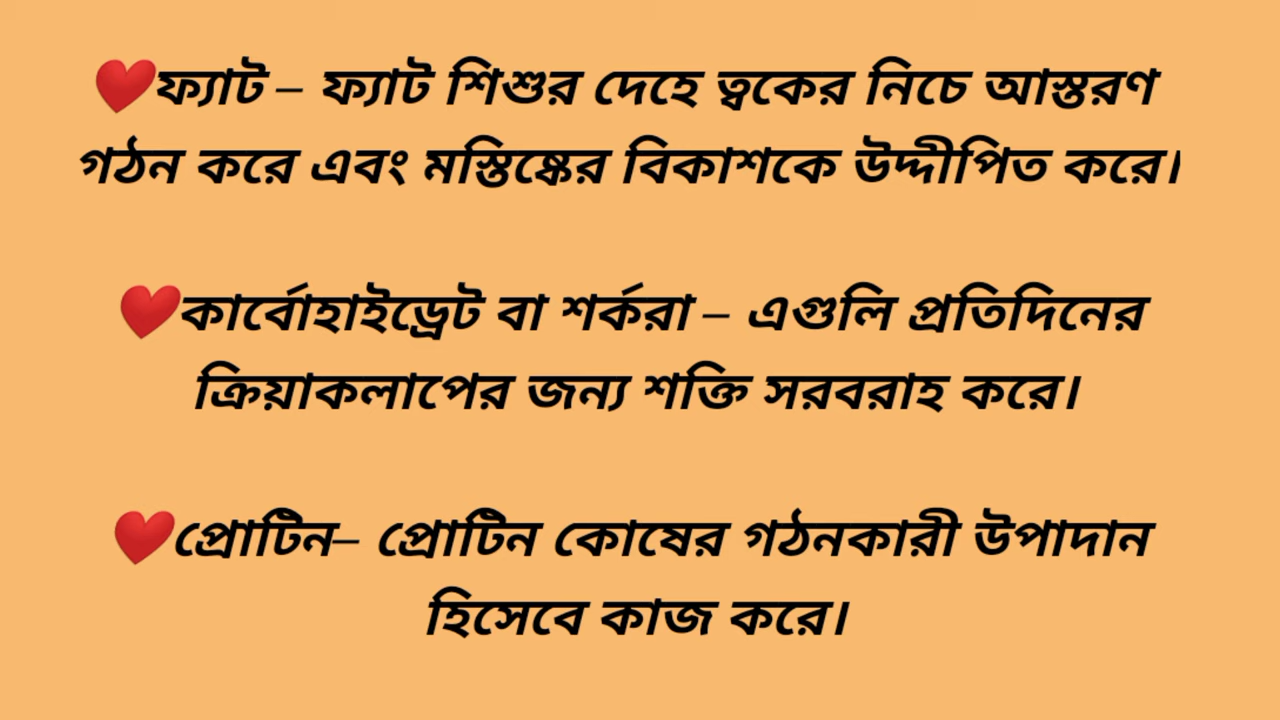 ❤️ফ্যাট – ফ্যাট শিশুর দেহে ত্বকের নিচে আস্তরণ
গঠন করে এবং মস্তিষ্কের বিকাশকে উদ্দীপিত করে।
❤️কার্বোহাইড্রেট বা শর্করা – এগুলি প্রতিদিনের
ক্রিয়াকলাপের জন্য শক্তি সরবরাহ করে।
❤️প্রোটিন– প্রোটিন কোষের গঠনকারী উপাদান
হিসেবে কাজ করে।